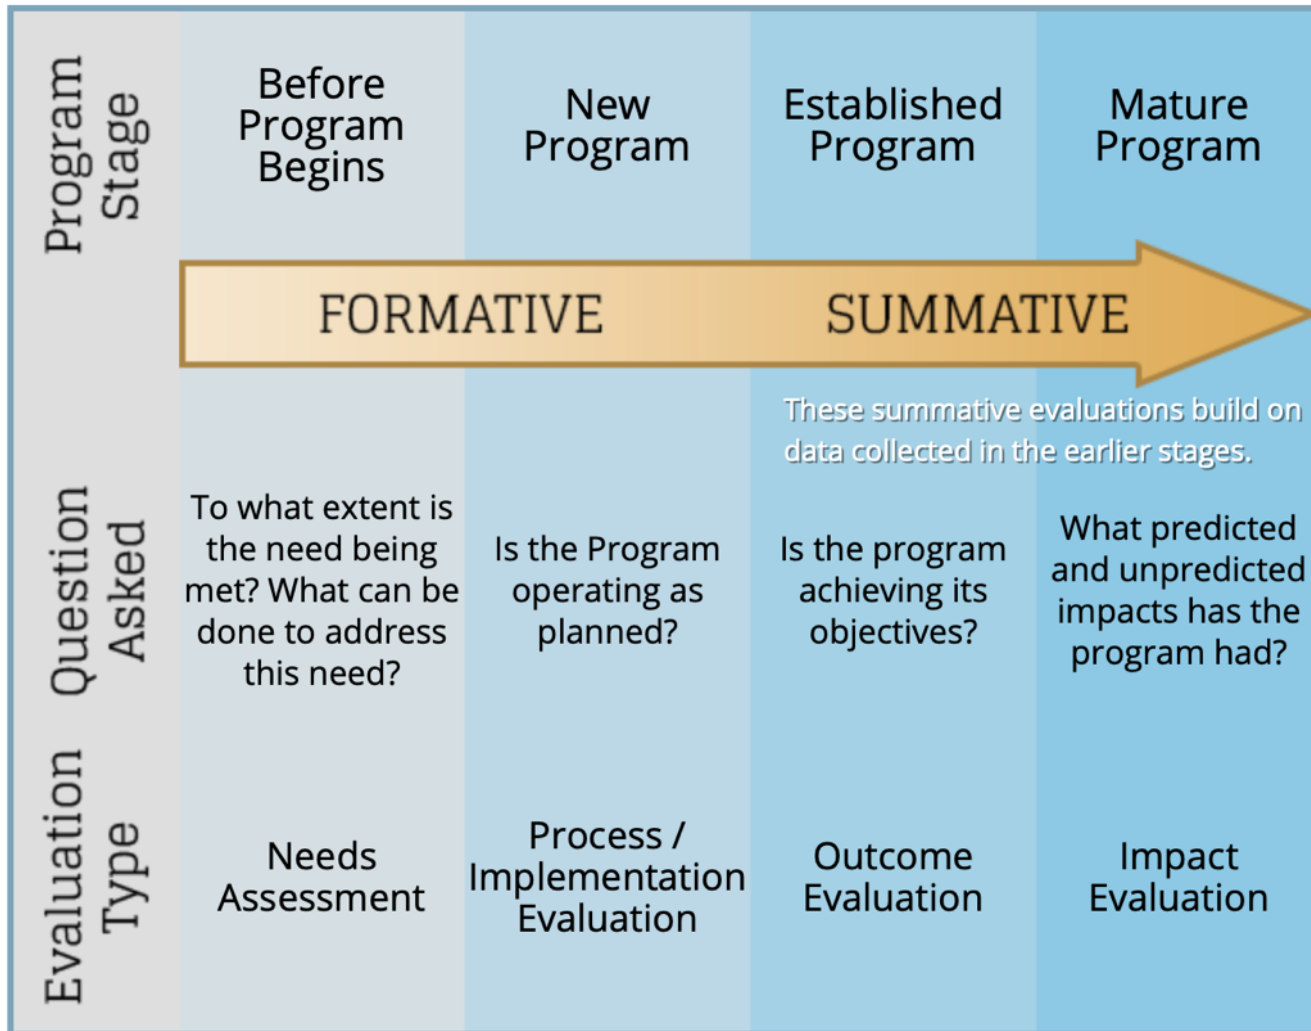 Program
Stage
Before
Program
Begins
New
Program
Established
Program
Mature
Program
FORMATIVE
SUMMATIVE
These summative evaluations build on
data collected in the earlier stages.
Question
Asked
To what extent is
the need being
met? What can be
done to address
this need?
Is the Program
operating as
planned?
Is the program
achieving its
objectives?
What predicted
and unpredicted
impacts has the
program had?
Evaluation
Type
Needs
Assessment
Process /
Implementation
Evaluation
Outcome
Evaluation
Impact
Evaluation